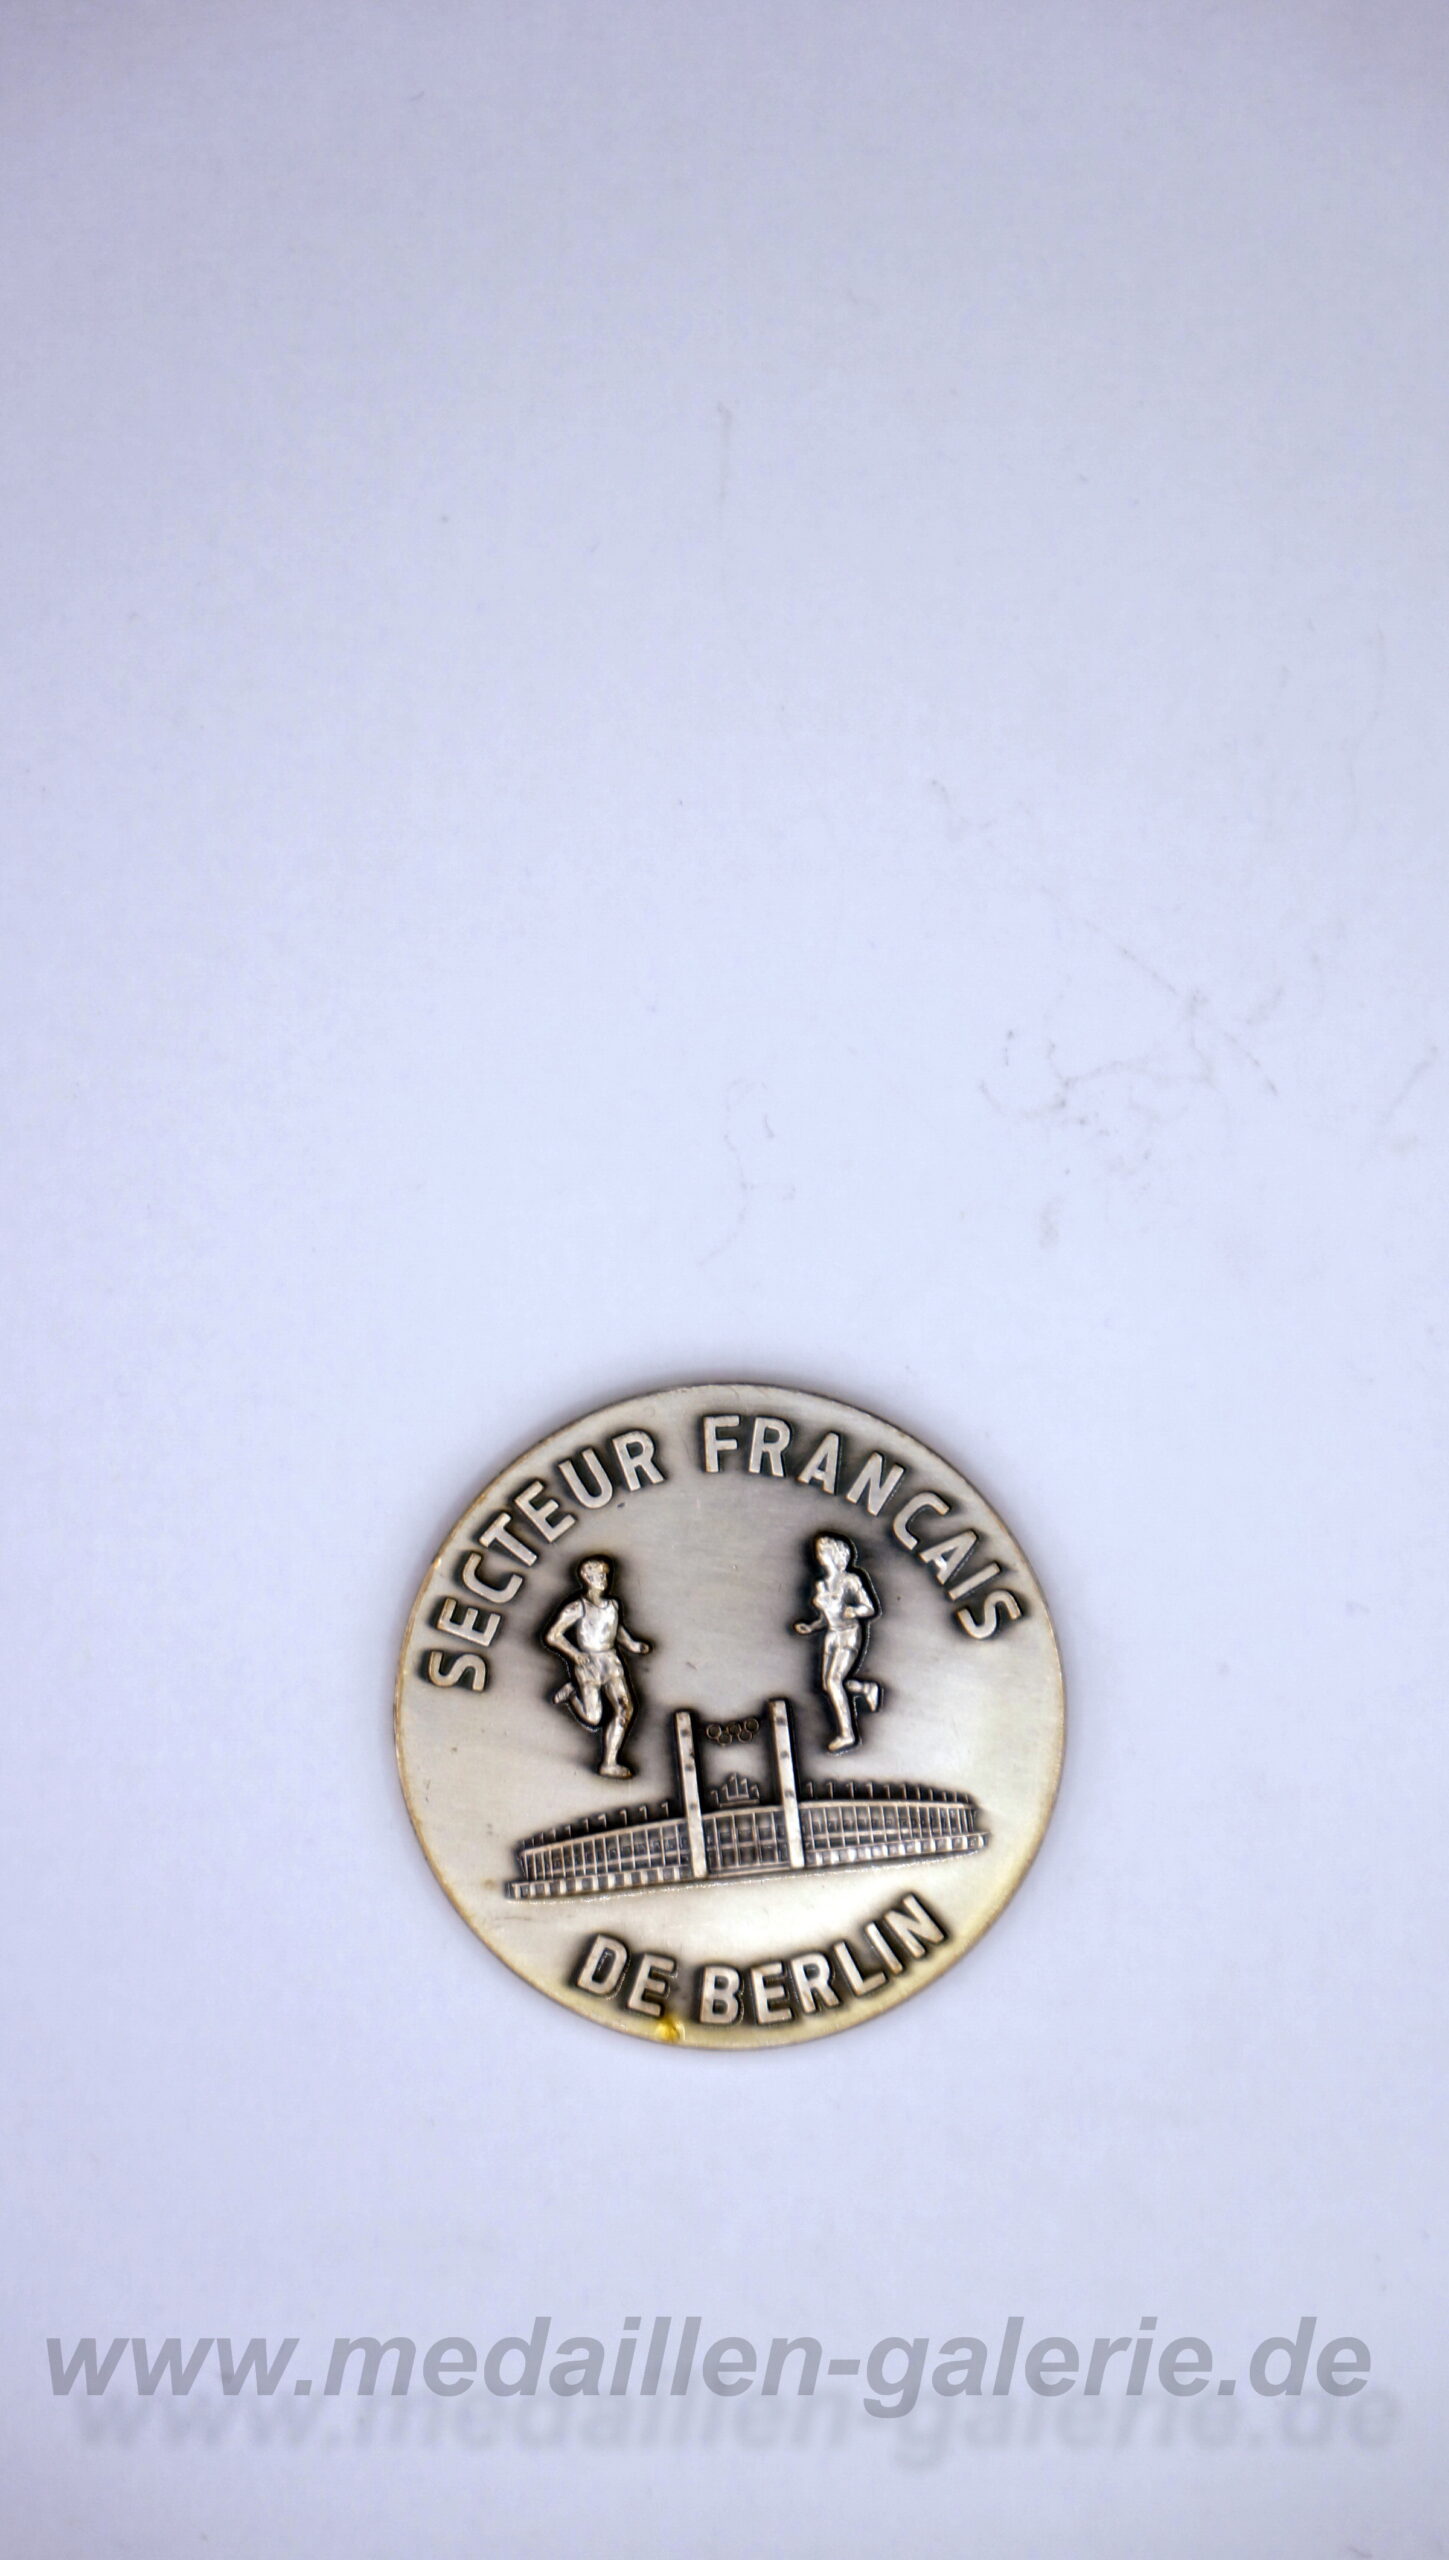 SECTEUR FRANCAIS
DE BERLIN
www.medaillen-galerie.de